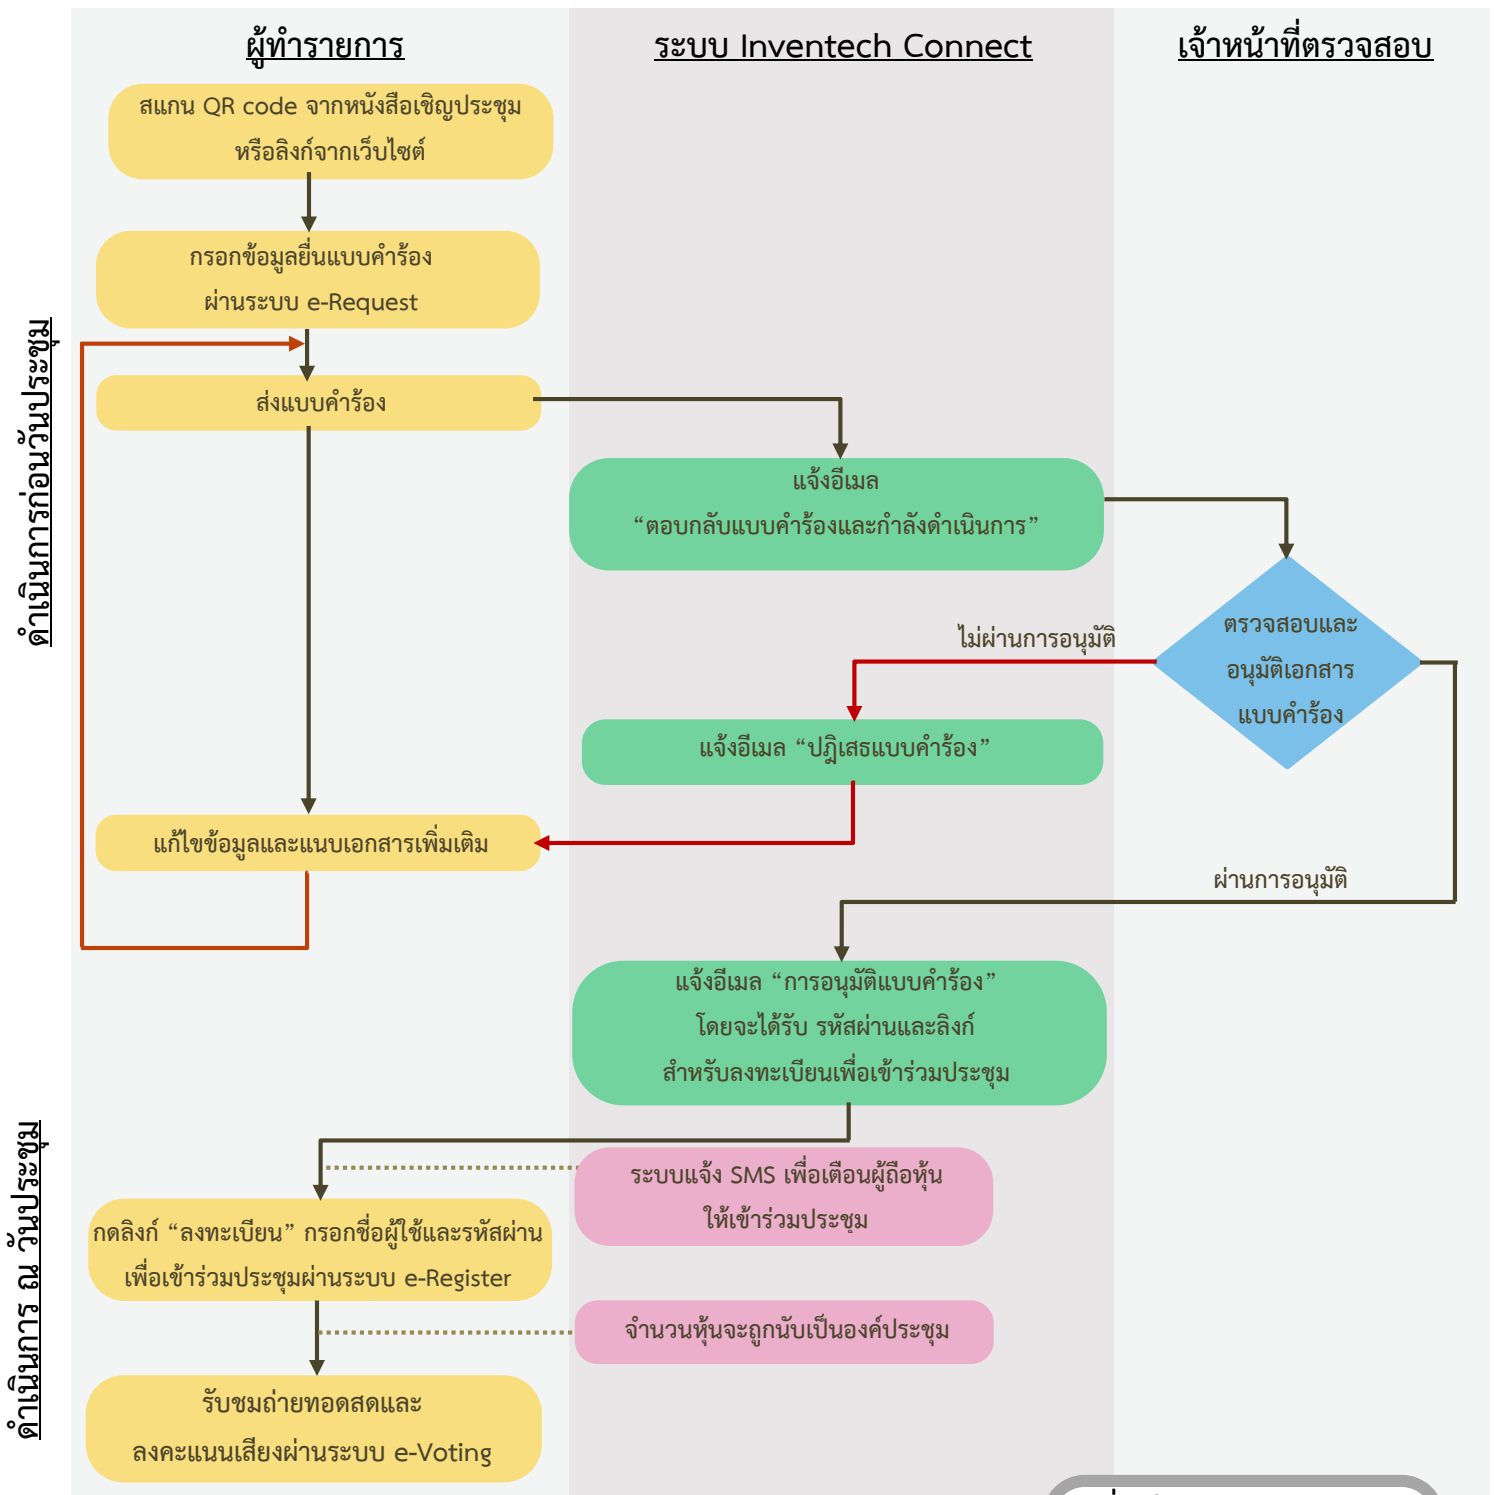 ผู้ทำรายการ
ระบบ Inventech Connect
เจ้าหน้าที่ตรวจสอบ
ดำเนินการก่อนวันประชุม
สแกน QR code จากหนังสือเชิญประชุม
หรือลิงก์จากเว็บไซต์
กรอกข้อมูลยื่นแบบคำร้อง
ผ่านระบบ e-Request
ส่งแบบคำร้อง
แจ้งอีเมล
“ตอบกลับแบบคำร้องและกำลังดำเนินการ”
ตรวจสอบและ
อนุมัติเอกสาร
แบบคำร้อง
ไม่ผ่านการอนุมัติ
แจ้งอีเมล “ปฎิเสธแบบคำร้อง”
แก้ไขข้อมูลและแนบเอกสารเพิ่มเติม
ผ่านการอนุมัติ
แจ้งอีเมล “การอนุมัติแบบคำร้อง”
โดยจะได้รับ รหัสผ่านและลิงก์
สำหรับลงทะเบียนเพื่อเข้าร่วมประชุม
ดำเนินการ ณ วันประชุม
ระบบแจ้ง SMS เพื่อเตือนผู้ถือหุ้น
ให้เข้าร่วมประชุม
กดลิงก์ “ลงทะเบียน” กรอกชื่อผู้ใช้และรหัสผ่าน
เพื่อเข้าร่วมประชุมผ่านระบบ e-Register
จำนวนหุ้นจะถูกนับเป็นองค์ประชุม
รับชมถ่ายทอดสดและ
ลงคะแนนเสียงผ่านระบบ e-Voting